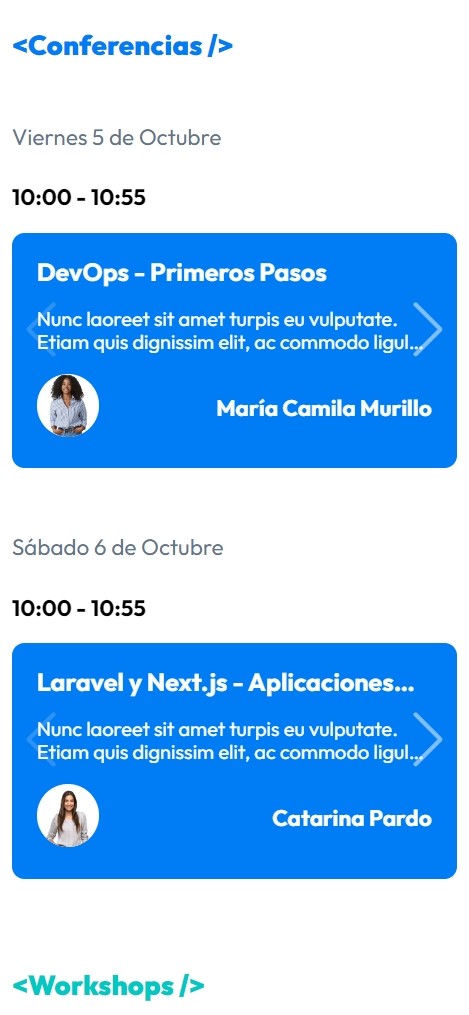 <Conferencias />
Viernes 5 de Octubre
10:00 - 10:55
DevOps - Primeros Pasos
Nunc laoreet sit amet turpis eu vulputate.
Etiam quis dignissim elit, ac commodo ligul...
María Camila Murillo
Sábado 6 de Octubre
10:00 - 10:55
Laravel y Next.js - Aplicaciones...
Nunc laoreet sit amet turpis eu vulputate.
Etiam quis dignissim elit, ac commodo ligul...
Catarina Pardo
<Workshops />